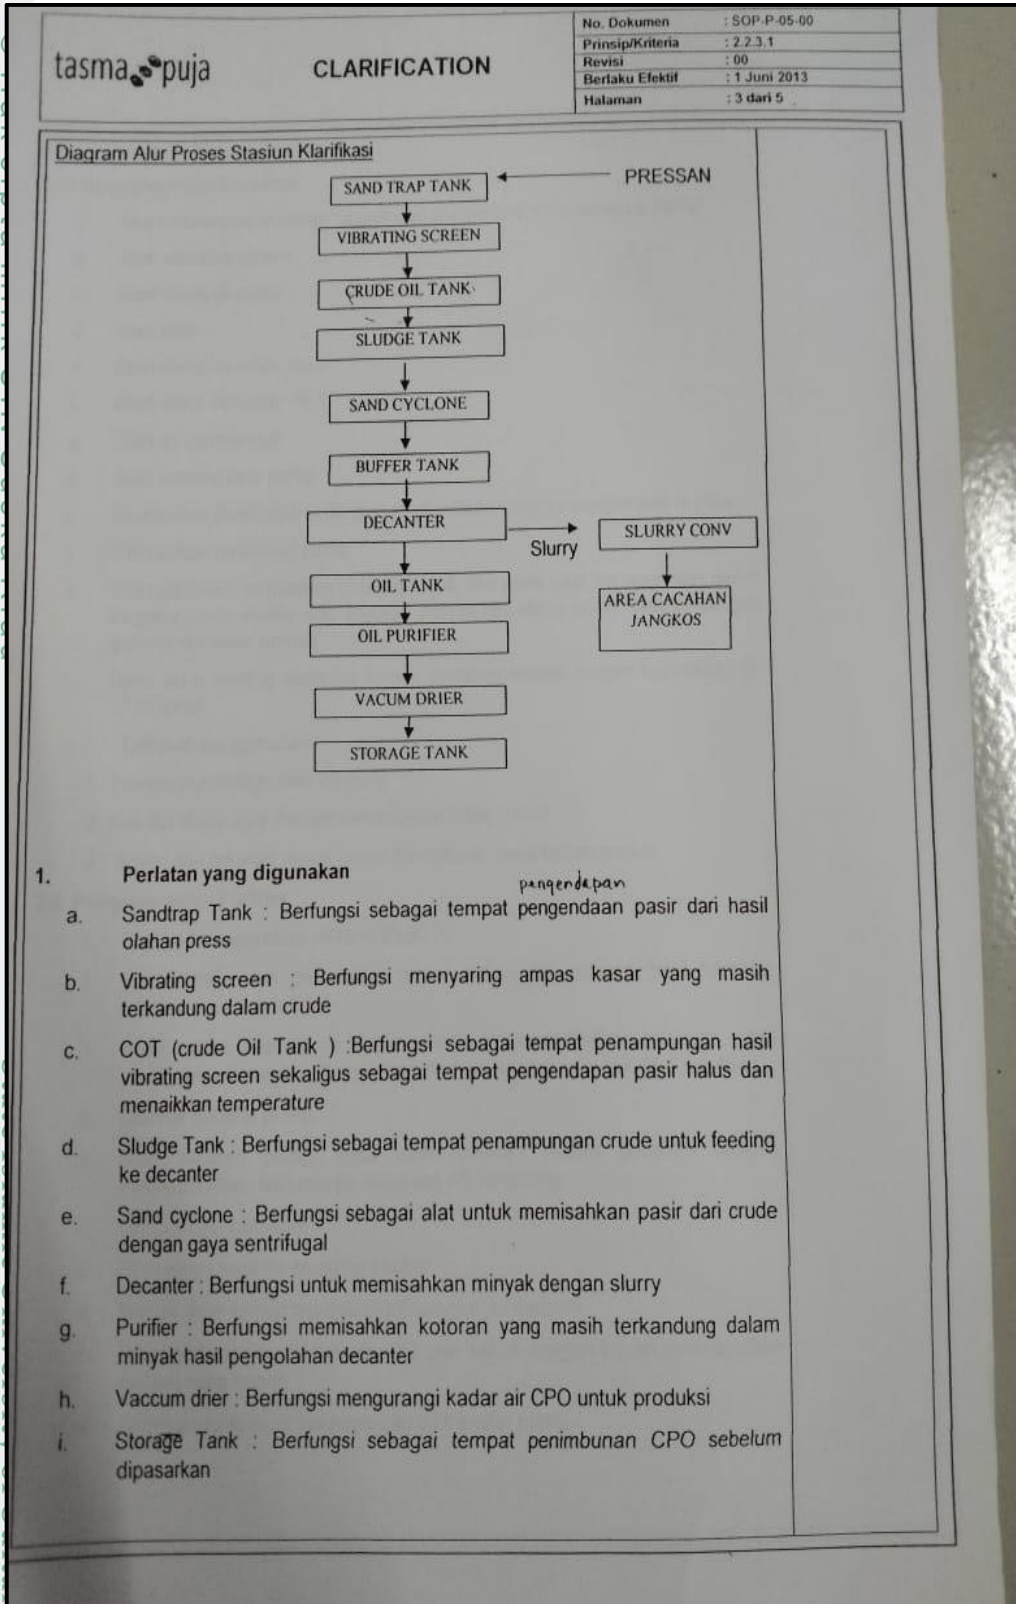 tasma puja
CLARIFICATION
No. Dokumen : SOP-P-05-00
Prinsip/Kriteria : 2.2.3.1
Revisi : 00
Berlaku Efektif : 1 Juni 2013
Halaman : 3 dari 5
Diagram Alur Proses Stasiun Klarifikasi
SAND TRAP TANK
PRESSAN
VIBRATING SCREEN
CRUDE OIL TANK
SLUDGE TANK
SAND CYCLONE
BUFFER TANK
DECANTER
Slurry
SLURRY CONV
OIL TANK
AREA CACAHAN
JANGKOS
OIL PURIFIER
VACUM DRIER
STORAGE TANK
1. Perlatan yang digunakan
pengendapan
a. Sandtrap Tank : Berfungsi sebagai tempat pengendaan pasir dari hasil
olahan press
b. Vibrating screen : Berfungsi menyaring ampas kasar yang masih
terkandung dalam crude
c. COT (crude Oil Tank ) :Berfungsi sebagai tempat penampungan hasil
vibrating screen sekaligus sebagai tempat pengendapan pasir halus dan
menaikkan temperature
d. Sludge Tank : Berfungsi sebagai tempat penampungan crude untuk feeding
ke decanter
e. Sand cyclone : Berfungsi sebagai alat untuk memisahkan pasir dari crude
dengan gaya sentrifugal
f. Decanter : Berfungsi untuk memisahkan minyak dengan slurry
g. Purifier : Berfungsi memisahkan kotoran yang masih terkandung dalam
minyak hasil pengolahan decanter
h. Vaccum drier : Berfungsi mengurangi kadar air CPO untuk produksi
i. Storage Tank : Berfungsi sebagai tempat penimbunan CPO sebelum
dipasarkan